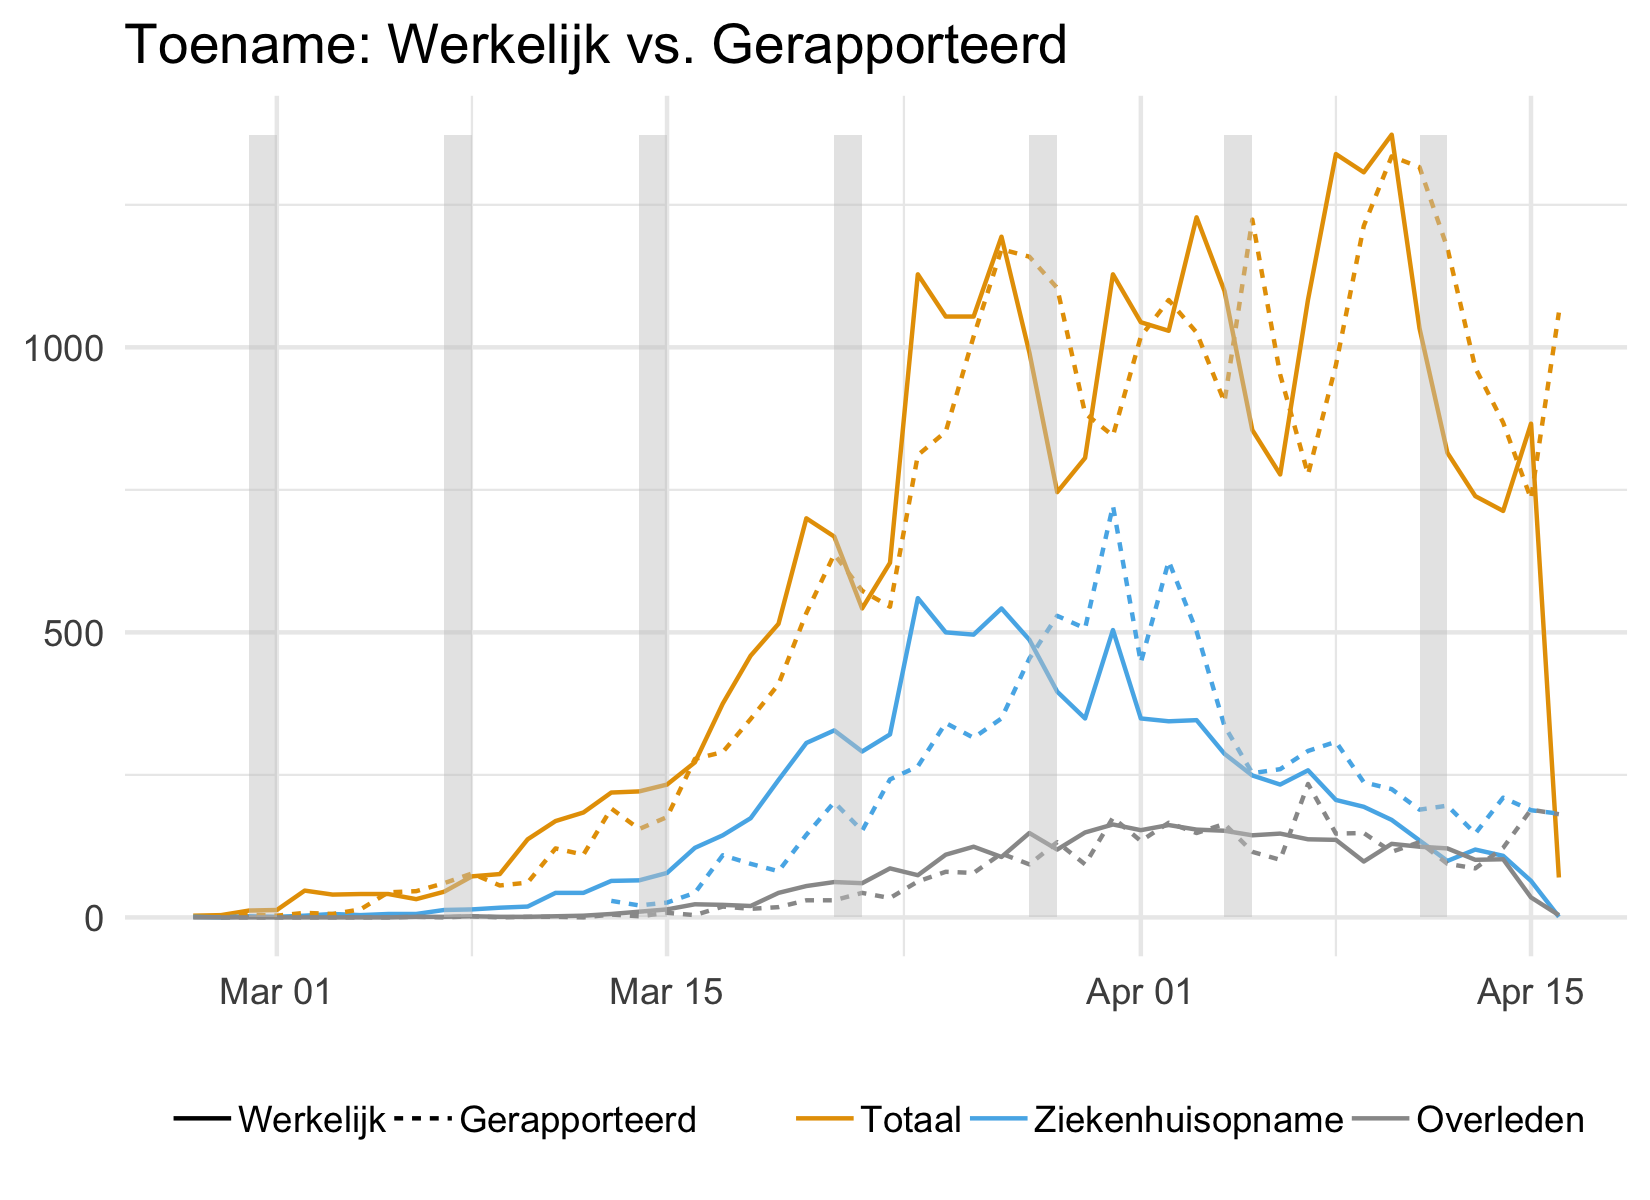 Toename: Werkelijk vs. Gerapporteerd
1000
500
0
Mar 01 Mar 15 Apr 01 Apr 15
Werkelijk Gerapporteerd Totaal Ziekenhuisopname Overleden